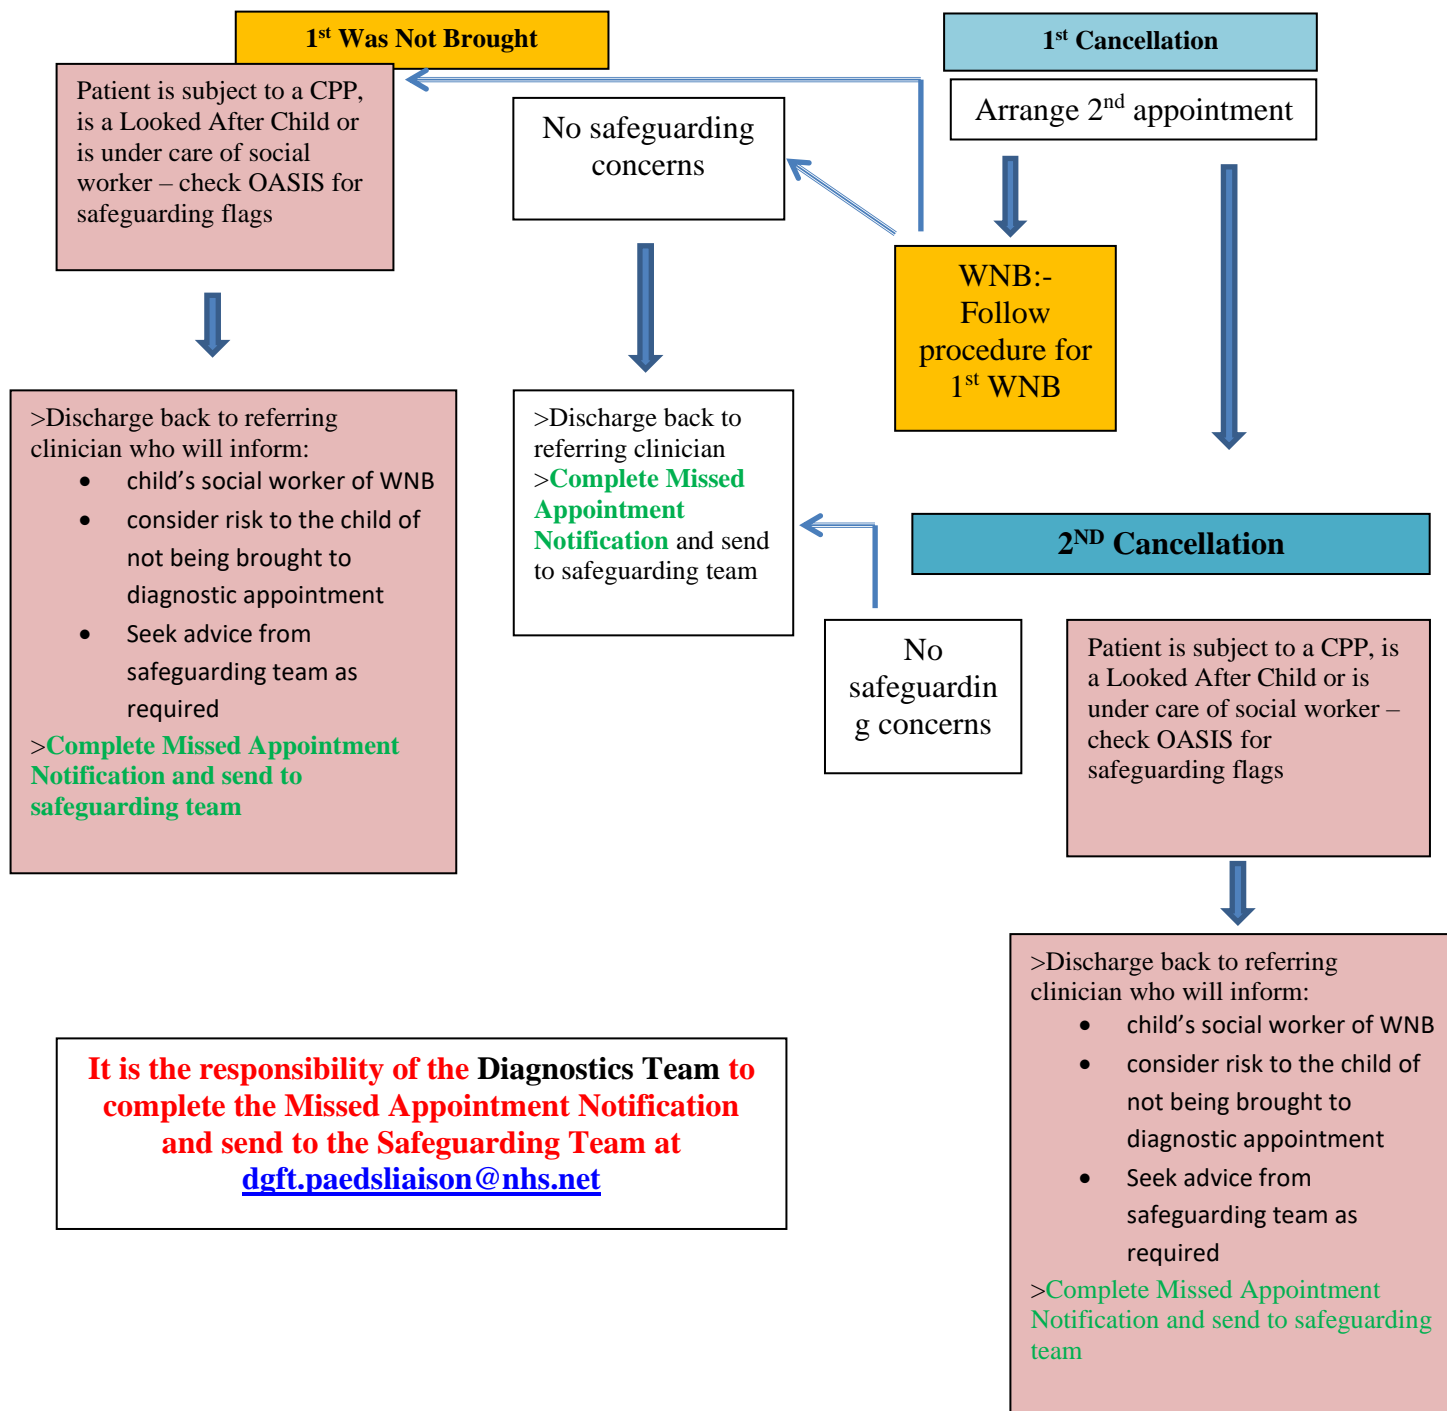 1st Was Not Brought
Patient is subject to a CPP,
is a Looked After Child or
is under care of social
worker – check OASIS for
safeguarding flags
>Discharge back to referring
clinician who will inform:
• child's social worker of WNB
• consider risk to the child of
not being brought to
diagnostic appointment
• Seek advice from
safeguarding team as
required
>Complete Missed Appointment
Notification and send to
safeguarding team
No safeguarding
concerns
>Discharge back to
referring clinician
>Complete Missed
Appointment
Notification and send
to safeguarding team
1st Cancellation
Arrange 2nd appointment
WNB:-
Follow
procedure for
1st WNB
2ND Cancellation
No
safeguardin
g concerns
Patient is subject to a CPP, is
a Looked After Child or is
under care of social worker –
check OASIS for
safeguarding flags
>Discharge back to referring
clinician who will inform:
• child's social worker of WNB
• consider risk to the child of
not being brought to
diagnostic appointment
• Seek advice from
safeguarding team as
required
>Complete Missed Appointment
Notification and send to safeguarding
team
It is the responsibility of the Diagnostics Team to
complete the Missed Appointment Notification
and send to the Safeguarding Team at
dgft.paedsliaison@nhs.net